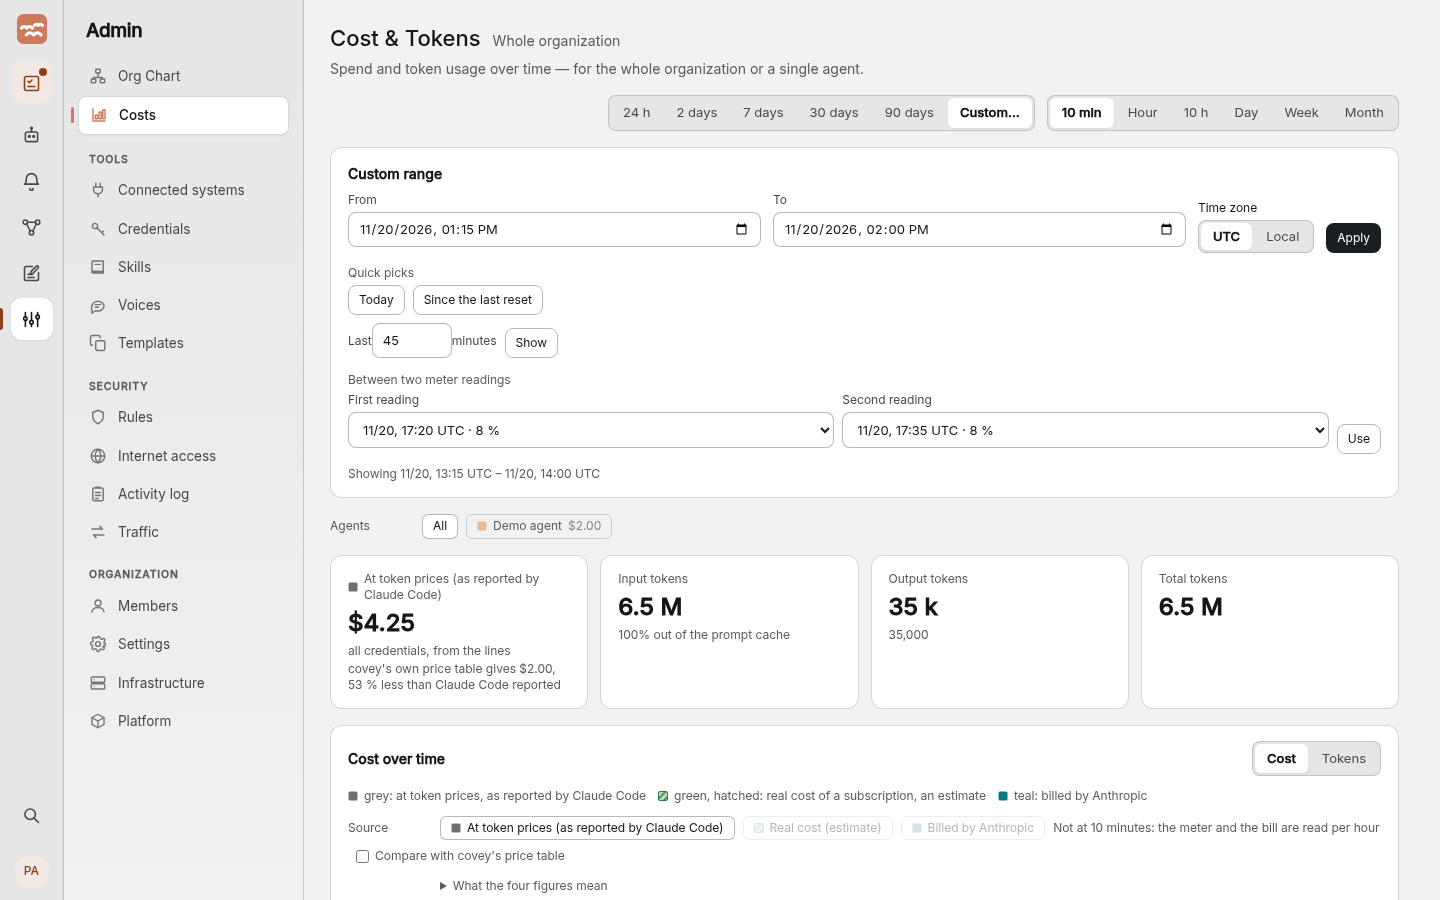 Admin
Org Chart
Costs
TOOLS
Connected systems
Credentials
Skills
Voices
Templates
SECURITY
Rules
Internet access
Activity log
Traffic
ORGANIZATION
Members
Settings
Infrastructure
Platform
PA
Cost & Tokens Whole organization
Spend and token usage over time — for the whole organization or a single agent.
24 h 2 days 7 days 30 days 90 days Custom... 10 min Hour 10 h Day Week Month
Custom range
From To Time zone
11/20/2026, 01:15 PM 11/20/2026, 02:00 PM UTC Local Apply
Quick picks
Today Since the last reset
Last 45 minutes Show
Between two meter readings
First reading Second reading
11/20, 17:20 UTC · 8 % 11/20, 17:35 UTC · 8 % Use
Showing 11/20, 13:15 UTC – 11/20, 14:00 UTC
Agents All Demo agent $2.00
At token prices (as reported by
Claude Code)
$4.25
all credentials, from the lines
covey's own price table gives $2.00,
53 % less than Claude Code reported
Input tokens
6.5 M
100% out of the prompt cache
Output tokens
35 k
35,000
Total tokens
6.5 M
Cost over time Cost Tokens
grey: at token prices, as reported by Claude Code green, hatched: real cost of a subscription, an estimate teal: billed by Anthropic
Source At token prices (as reported by Claude Code) Real cost (estimate) Billed by Anthropic Not at 10 minutes: the meter and the bill are read per hour
Compare with covey's price table
What the four figures mean